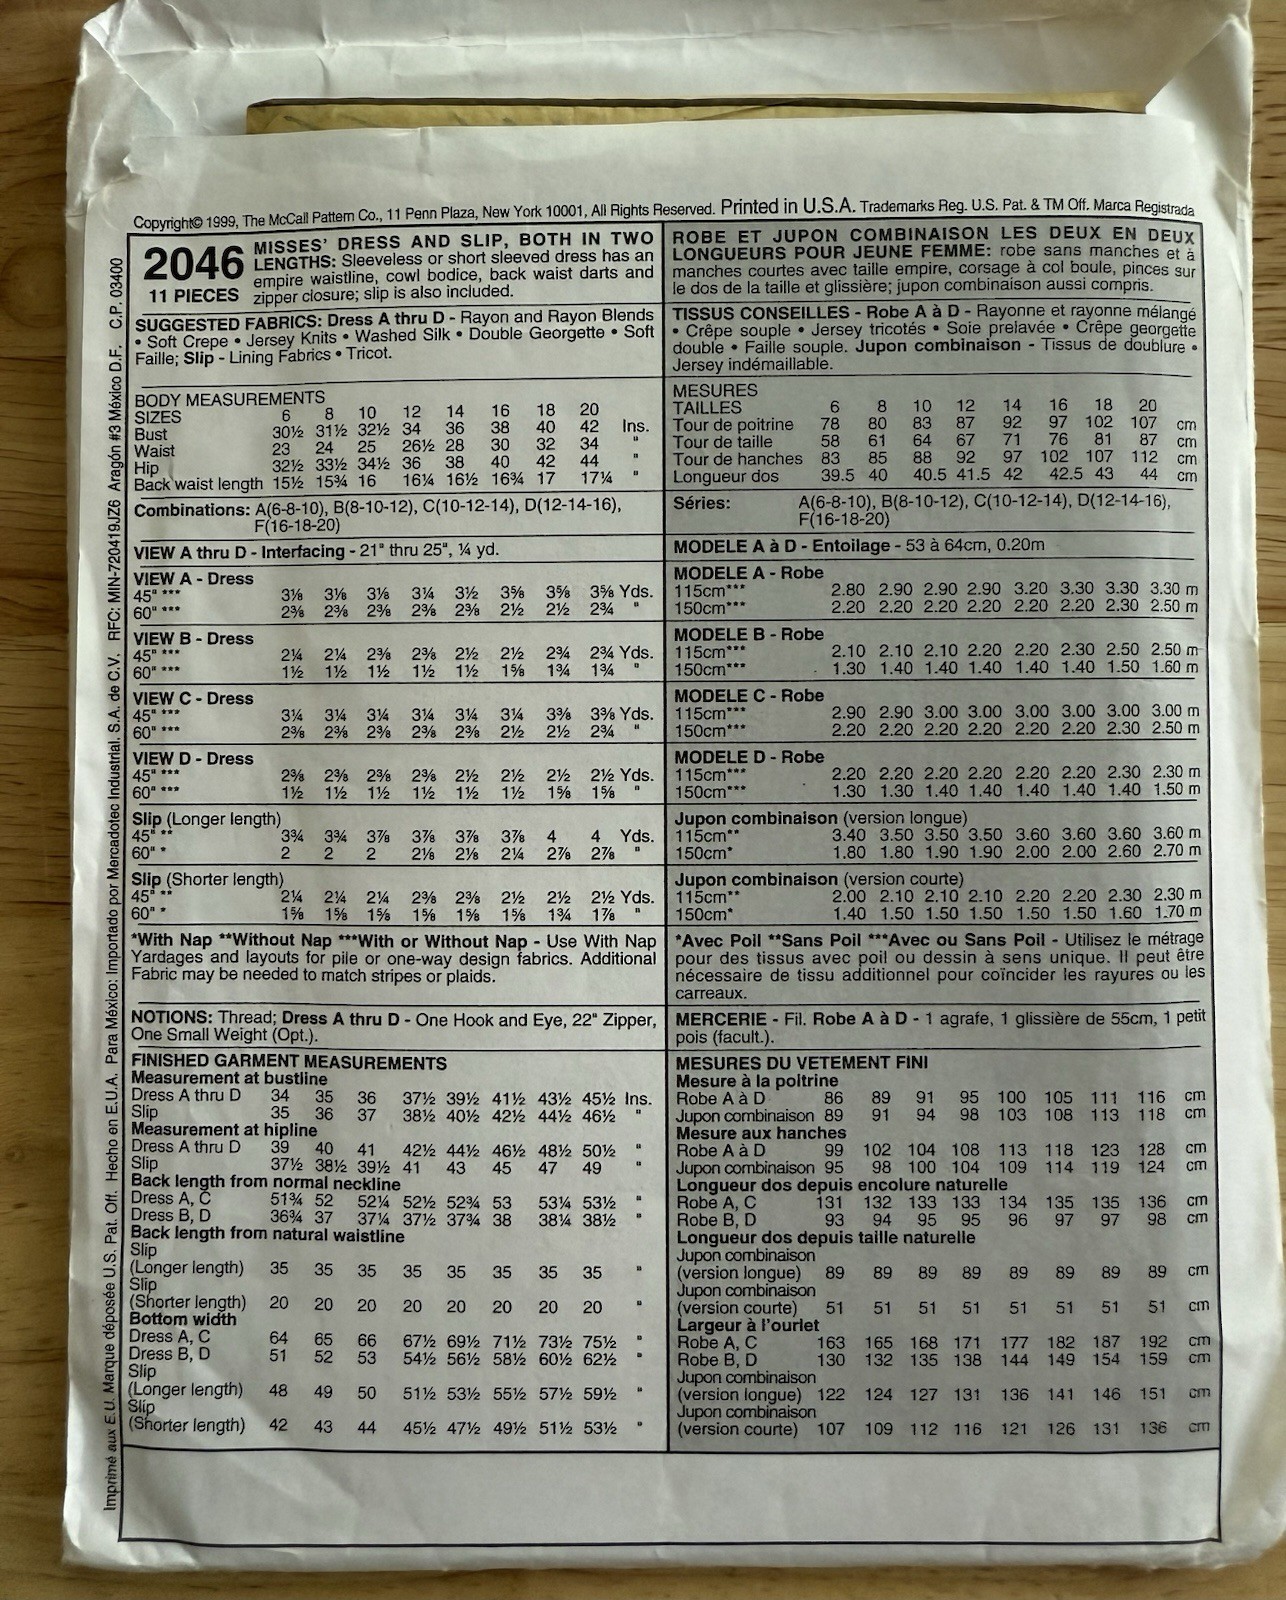 Copyright© 1999, The McCall Pattern Co., 11 Penn Plaza, New York 10001, All Rights Reserved. Printed in U.S.A. Trademarks Reg. U.S. Pat. & TM Off. Marca Registrada
2046
11 PIECES
MISSES' DRESS AND SLIP, BOTH IN TWO
LENGTHS: Sleeveless or short sleeved dress has an
empire waistline, cowl bodice, back waist darts and
zipper closure; slip is also included.
SUGGESTED FABRICS: Dress A thru D - Rayon and Rayon Blends
• Soft Crepe • Jersey Knits • Washed Silk • Double Georgette • Soft
Faille; Slip - Lining Fabrics • Tricot.
BODY MEASUREMENTS
SIZES 6 8 10 12 14 16 18 20
Bust 30½ 31½ 32½ 34 36 38 40 42 Ins.
Waist 23 24 25 26½ 28 30 32 34 "
Hip 32½ 33½ 34½ 36 38 40 42 44 "
Back waist length 15½ 15¾ 16 16¼ 16½ 16¾ 17 17¼ "
Combinations: A(6-8-10), B(8-10-12), C(10-12-14), D(12-14-16),
F(16-18-20)
VIEW A thru D - Interfacing - 21" thru 25", ¼ yd.
VIEW A - Dress
45" *** 3⅛ 3⅛ 3⅛ 3¼ 3½ 3⅝ 3⅝ 3⅝ Yds.
60" *** 2⅜ 2⅜ 2⅜ 2⅜ 2⅜ 2½ 2½ 2¾ "
VIEW B - Dress
45" *** 2¼ 2¼ 2⅜ 2⅜ 2½ 2½ 2¾ 2¾ Yds.
60" *** 1½ 1½ 1½ 1½ 1½ 1⅝ 1¾ 1¾ "
VIEW C - Dress
45" *** 3¼ 3¼ 3¼ 3¼ 3¼ 3¼ 3⅜ 3⅜ Yds.
60" *** 2⅜ 2⅜ 2⅜ 2⅜ 2⅜ 2½ 2½ 2¾ "
VIEW D - Dress
45" *** 2⅜ 2⅜ 2⅜ 2⅜ 2½ 2½ 2½ 2½ Yds.
60" *** 1½ 1½ 1½ 1½ 1½ 1½ 1⅝ 1⅝ "
Slip (Longer length)
45" ** 3¾ 3¾ 3⅞ 3⅞ 3⅞ 3⅞ 4 4 Yds.
60" * 2 2 2 2⅛ 2⅛ 2¼ 2⅞ 2⅞ "
Slip (Shorter length)
45" ** 2¼ 2¼ 2¼ 2⅜ 2⅜ 2½ 2½ 2½ Yds.
60" * 1⅝ 1⅝ 1⅝ 1⅝ 1⅝ 1⅝ 1¾ 1⅞ "
*With Nap **Without Nap ***With or Without Nap - Use With Nap
Yardages and layouts for pile or one-way design fabrics. Additional
Fabric may be needed to match stripes or plaids.
NOTIONS: Thread; Dress A thru D - One Hook and Eye, 22" Zipper,
One Small Weight (Opt.).
FINISHED GARMENT MEASUREMENTS
Measurement at bustline
Dress A thru D 34 35 36 37½ 39½ 41½ 43½ 45½ Ins.
Slip 35 36 37 38½ 40½ 42½ 44½ 46½ "
Measurement at hipline
Dress A thru D 39 40 41 42½ 44½ 46½ 48½ 50½ "
Slip 37½ 38½ 39½ 41 43 45 47 49 "
Back length from normal neckline
Dress A, C 51¾ 52 52¼ 52½ 52¾ 53 53¼ 53½ "
Dress B, D 36¾ 37 37¼ 37½ 37¾ 38 38¼ 38½ "
Back length from natural waistline
Slip
(Longer length) 35 35 35 35 35 35 35 35 "
Slip
(Shorter length) 20 20 20 20 20 20 20 20 "
Bottom width
Dress A, C 64 65 66 67½ 69½ 71½ 73½ 75½ "
Dress B, D 51 52 53 54½ 56½ 58½ 60½ 62½ "
Slip
(Longer length) 48 49 50 51½ 53½ 55½ 57½ 59½ "
Slip
(Shorter length) 42 43 44 45½ 47½ 49½ 51½ 53½ "
ROBE ET JUPON COMBINAISON LES DEUX EN DEUX
LONGUEURS POUR JEUNE FEMME: robe sans manches et à
manches courtes avec taille empire, corsage à col boule, pinces sur
le dos de la taille et glissière; jupon combinaison aussi compris.
TISSUS CONSEILLES - Robe A à D - Rayonne et rayonne mélangé
• Crêpe souple • Jersey tricotés • Soie prelavée • Crêpe georgette
double • Faille souple. Jupon combinaison - Tissus de doublure •
Jersey indémaillable.
MESURES
TAILLES 6 8 10 12 14 16 18 20
Tour de poitrine 78 80 83 87 92 97 102 107 cm
Tour de taille 58 61 64 67 71 76 81 87 cm
Tour de hanches 83 85 88 92 97 102 107 112 cm
Longueur dos 39.5 40 40.5 41.5 42 42.5 43 44 cm
Séries: A(6-8-10), B(8-10-12), C(10-12-14), D(12-14-16),
F(16-18-20)
MODELE A à D - Entoilage - 53 à 64cm, 0.20m
MODELE A - Robe
115cm*** 2.80 2.90 2.90 2.90 3.20 3.30 3.30 3.30 m
150cm*** 2.20 2.20 2.20 2.20 2.20 2.20 2.30 2.50 m
MODELE B - Robe
115cm*** 2.10 2.10 2.10 2.20 2.20 2.30 2.50 2.50 m
150cm*** 1.30 1.40 1.40 1.40 1.40 1.40 1.50 1.60 m
MODELE C - Robe
115cm*** 2.90 2.90 3.00 3.00 3.00 3.00 3.00 3.00 m
150cm*** 2.20 2.20 2.20 2.20 2.20 2.20 2.30 2.50 m
MODELE D - Robe
115cm*** 2.20 2.20 2.20 2.20 2.20 2.20 2.30 2.30 m
150cm*** 1.30 1.30 1.40 1.40 1.40 1.40 1.40 1.50 m
Jupon combinaison (version longue)
115cm** 3.40 3.50 3.50 3.50 3.60 3.60 3.60 3.60 m
150cm* 1.80 1.80 1.90 1.90 2.00 2.00 2.60 2.70 m
Jupon combinaison (version courte)
115cm** 2.00 2.10 2.10 2.10 2.20 2.20 2.30 2.30 m
150cm* 1.40 1.50 1.50 1.50 1.50 1.50 1.60 1.70 m
*Avec Poil **Sans Poil ***Avec ou Sans Poil - Utilisez le métrage
pour des tissus avec poil ou dessin à sens unique. Il peut être
nécessaire de tissu additionnel pour coïncider les rayures ou les
carreaux.
MERCERIE - Fil. Robe A à D - 1 agrafe, 1 glissière de 55cm, 1 petit
pois (facult.).
MESURES DU VETEMENT FINI
Mesure à la poitrine
Robe A à D 86 89 91 95 100 105 111 116 cm
Jupon combinaison 89 91 94 98 103 108 113 118 cm
Mesure aux hanches
Robe A à D 99 102 104 108 113 118 123 128 cm
Jupon combinaison 95 98 100 104 109 114 119 124 cm
Longueur dos depuis encolure naturelle
Robe A, C 131 132 133 133 134 135 135 136 cm
Robe B, D 93 94 95 95 96 97 97 98 cm
Longueur dos depuis taille naturelle
Jupon combinaison
(version longue) 89 89 89 89 89 89 89 89 cm
Jupon combinaison
(version courte) 51 51 51 51 51 51 51 51 cm
Largeur à l'ourlet
Robe A, C 163 165 168 171 177 182 187 192 cm
Robe B, D 130 132 135 138 144 149 154 159 cm
Jupon combinaison
(version longue) 122 124 127 131 136 141 146 151 cm
Jupon combinaison
(version courte) 107 109 112 116 121 126 131 136 cm
Imprimé aux E.U. Marque déposée U.S. Pat. Off. Hecho en E.U.A. Para México: Importado por Mercadotec Industrial, S.A. de C.V. RFC: MIN-720419JZ6 Aragón #3 México D.F. C.P. 03400